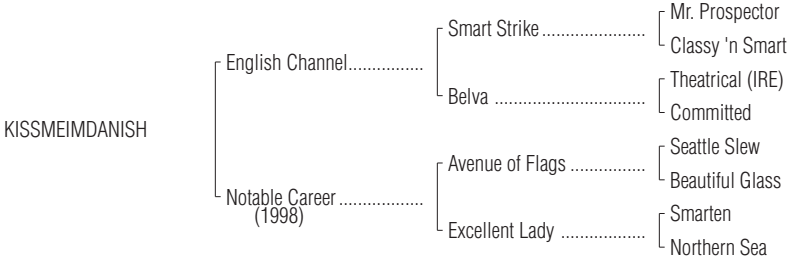 Mr. Prospector
Smart Strike......................
Classy 'n Smart
English Channel................
Theatrical (IRE)
Belva ................................
Committed
KISSMEIMDANISH
Seattle Slew
Avenue of Flags ................
Beautiful Glass
Notable Career ..................
(1998)
Smarten
Excellent Lady ..................
Northern Sea